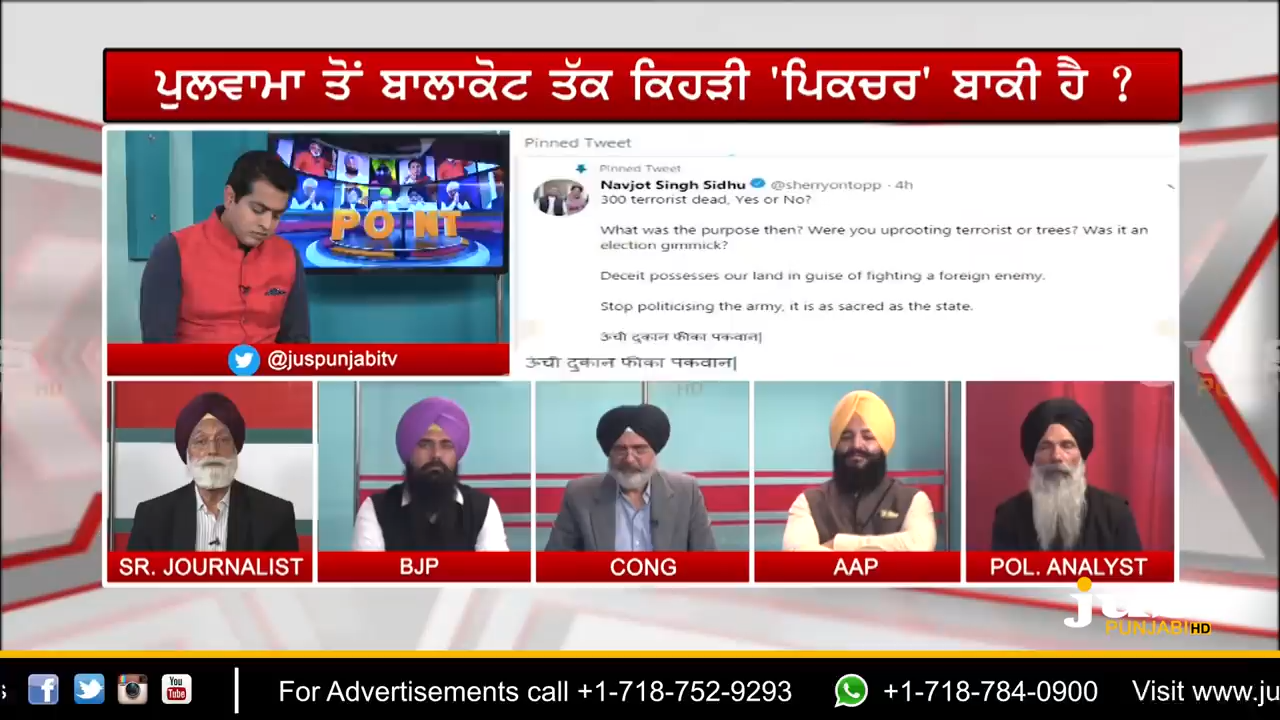 ਪੁਲਵਾਮਾ ਤੋਂ ਬਾਲਾਕੋਟ ਤੱਕ ਕਿਹੜੀ 'ਪਿਕਚਰ' ਬਾਕੀ ਹੈ ?
Pinned Tweet
Pinned Tweet
Navjot Singh Sidhu @sherryontopp · 4h
300 terrorist dead, Yes or No?
What was the purpose then? Were you uprooting terrorist or trees? Was it an
election gimmick?
Deceit possesses our land in guise of fighting a foreign enemy.
Stop politicising the army, it is as sacred as the state.
ऊंची दुकान फीका पकवान|
ऊंची दुकान फीका पकवान|
PO NT
@juspunjabitv
SR. JOURNALIST
BJP
CONG
AAP
POL. ANALYST
PUNJABI HD
You Tube
For Advertisements call +1-718-752-9293
+1-718-784-0900
Visit www.ju